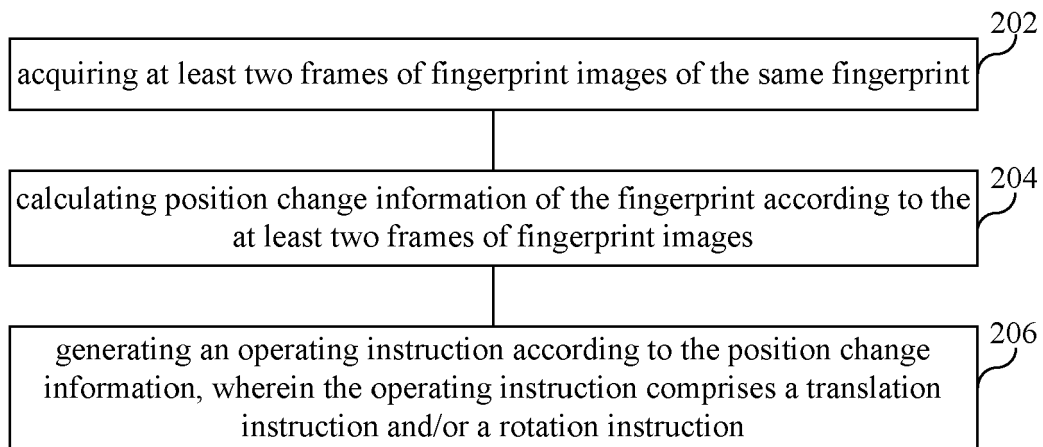 202
acquiring at least two frames of fingerprint images of the same fingerprint
204
calculating position change information of the fingerprint according to the
at least two frames of fingerprint images
206
generating an operating instruction according to the position change
information, wherein the operating instruction comprises a translation
instruction and/or a rotation instruction